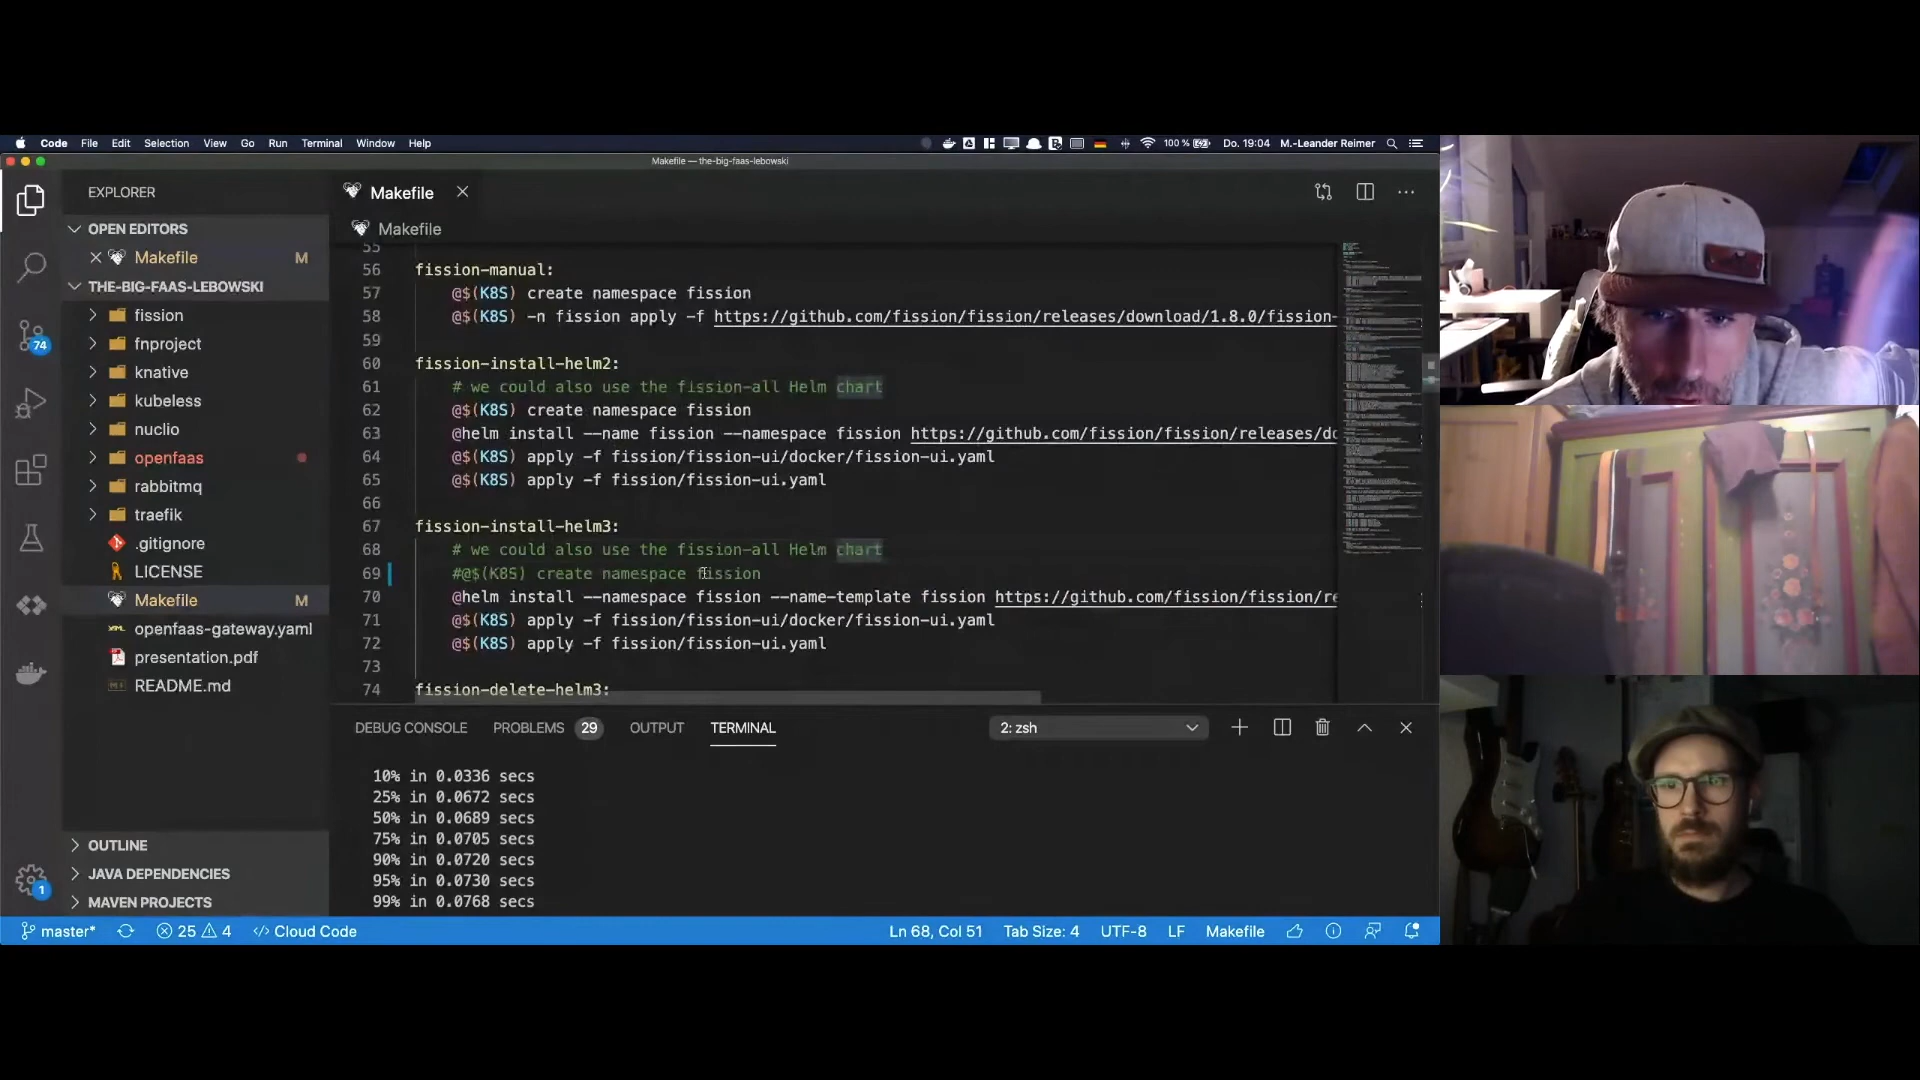 Code File Edit Selection View Go Run Terminal Window Help
100 % Do. 19:04 M.-Leander Reimer
Makefile — the-big-faas-lebowski
EXPLORER
OPEN EDITORS
Makefile M
THE-BIG-FAAS-LEBOWSKI
fission
fnproject
knative
kubeless
nuclio
openfaas
rabbitmq
traefik
.gitignore
LICENSE
Makefile M
openfaas-gateway.yaml
presentation.pdf
README.md
OUTLINE
JAVA DEPENDENCIES
MAVEN PROJECTS
74
1
Makefile
Makefile
55
56 fission-manual:
57 @$(K8S) create namespace fission
58 @$(K8S) -n fission apply -f https://github.com/fission/fission/releases/download/1.8.0/fission-
59
60 fission-install-helm2:
61 # we could also use the fission-all Helm chart
62 @$(K8S) create namespace fission
63 @helm install --name fission --namespace fission https://github.com/fission/fission/releases/do
64 @$(K8S) apply -f fission/fission-ui/docker/fission-ui.yaml
65 @$(K8S) apply -f fission/fission-ui.yaml
66
67 fission-install-helm3:
68 # we could also use the fission-all Helm chart
69 #@$(K8S) create namespace fission
70 @helm install --namespace fission --name-template fission https://github.com/fission/fission/re
71 @$(K8S) apply -f fission/fission-ui/docker/fission-ui.yaml
72 @$(K8S) apply -f fission/fission-ui.yaml
73
74 fission-delete-helm3:
DEBUG CONSOLE PROBLEMS 29 OUTPUT TERMINAL 2: zsh
10% in 0.0336 secs
25% in 0.0672 secs
50% in 0.0689 secs
75% in 0.0705 secs
90% in 0.0720 secs
95% in 0.0730 secs
99% in 0.0768 secs
master* 25 4 Cloud Code Ln 68, Col 51 Tab Size: 4 UTF-8 LF Makefile